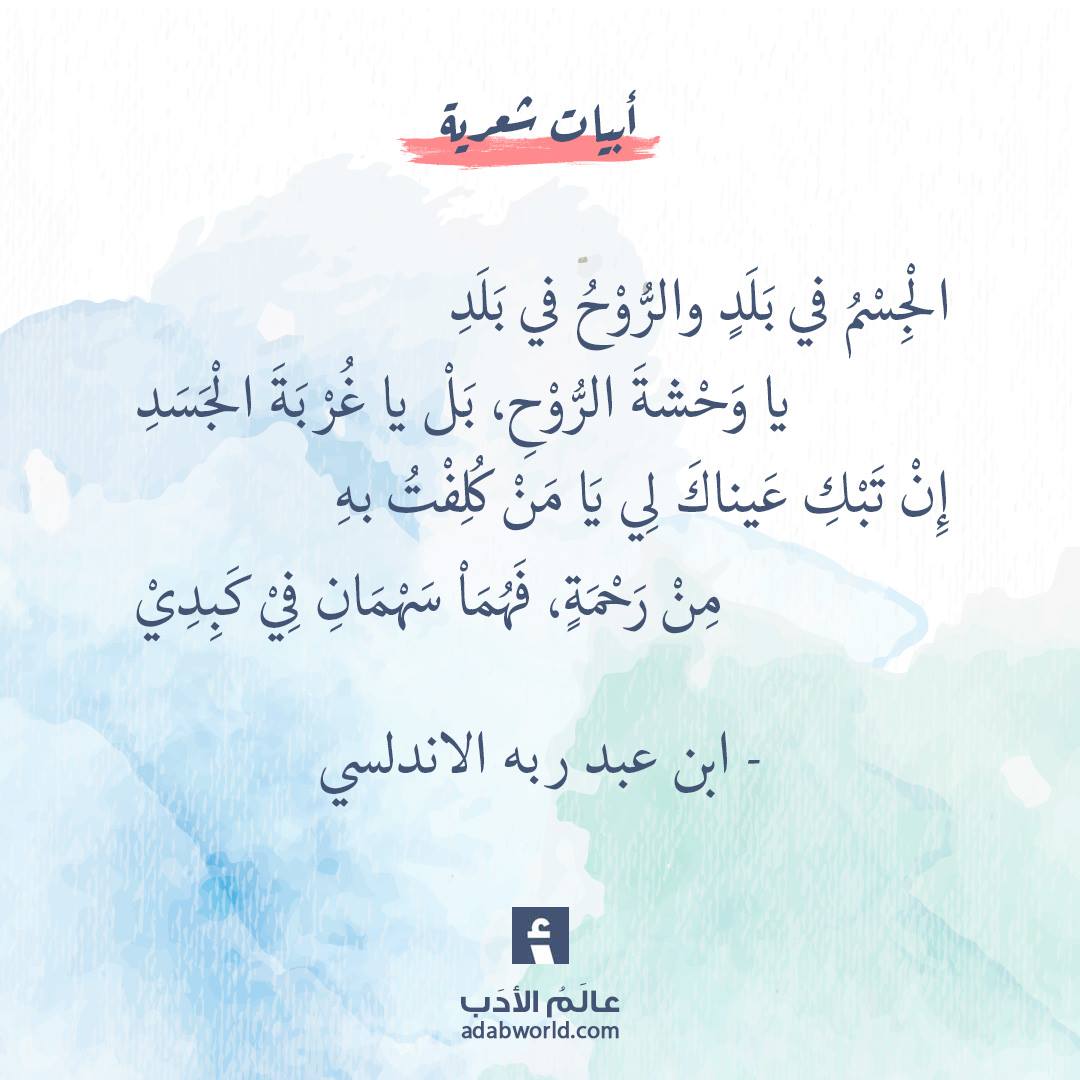 أبيات شعرية
الْجِسْمُ في بَلَدٍ والرُّوْحُ في بَلَدِ
يا وَحْشةَ الرُّوْحِ، بَلْ يا غُرْبَةَ الْجَسَدِ
إِنْ تَبْكِ عَيناكَ لِي يَا مَنْ كُلِفْتُ بهِ
مِنْ رَحْمَةٍ، فَهُمَاْ سَهْمَانِ فِيْ كَبِدِيْ
- ابن عبد ربه الاندلسي
أ
عالَمُ الأدَب
adabworld.com